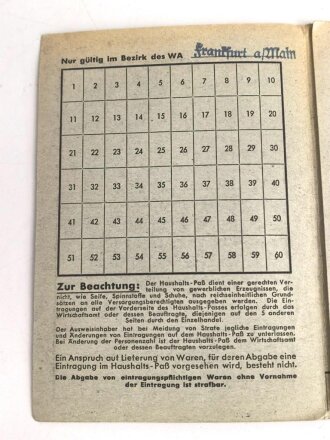 Nur gültig im Bezirk des WA Frankfurt a/Main
1 2 3 4 5 6 7 8 9 10
11 12 13 14 15 16 17 18 19 20
21 22 23 24 25 26 27 28 29 30
31 32 33 34 35 36 37 38 39 40
41 42 43 44 45 46 47 48 49 50
51 52 53 54 55 56 57 58 59 60
Zur Beachtung: Der Haushalts-Paß dient einer gerechten Ver-
teilung von gewerblichen Erzeugnissen, die
nicht, wie Seife, Spinnstoffe und Schuhe, nach reichseinheitlichen Grund-
sätzen an alle Versorgungsberechtigten ausgegeben werden. Die Ein-
tragungen auf der Vorderseite des Haushalts-Passes erfolgen durch das
Wirtschaftsamt oder dessen Beauftragten, diejenigen auf den 5 anderen
Seiten durch den Einzelhandel.
Der Ausweisinhaber hat bei Meidung von Strafe jegliche Eintragungen
und Änderungen von Eintragungen auf dem Haushalts-Paß zu unterlassen.
Bei Änderung der Personenzahl ist der Haushalts-Paß dem Wirtschaftsamt
oder dessen Beauftragten vorzulegen.
Ein Anspruch auf Lieferung von Waren, für deren Abgabe eine
Eintragung im Haushalts-Paß vorgesehen wird, besteht nicht.
Die Abgabe von eintragungspflichtigen Waren ohne Vornahme
der Eintragung ist strafbar.